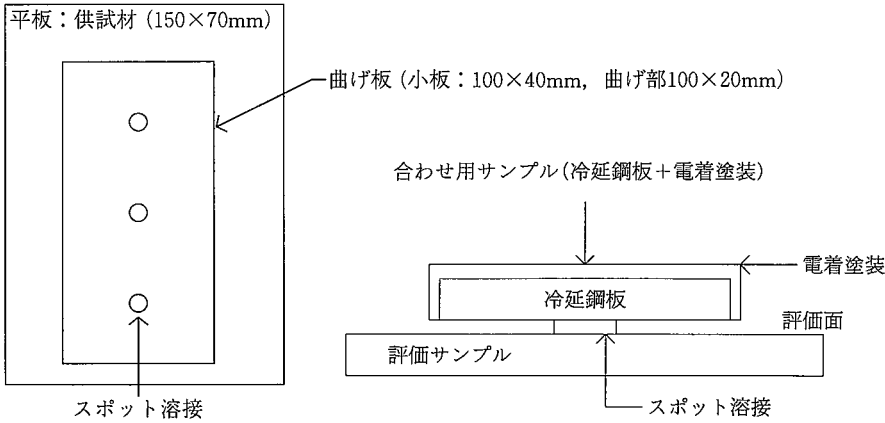 平板：供試材 (150×70mm)
曲げ板 (小板：100×40mm, 曲げ部100×20mm)
スポット溶接
合わせ用サンプル(冷延鋼板＋電着塗装)
電着塗装
冷延鋼板
評価面
評価サンプル
スポット溶接